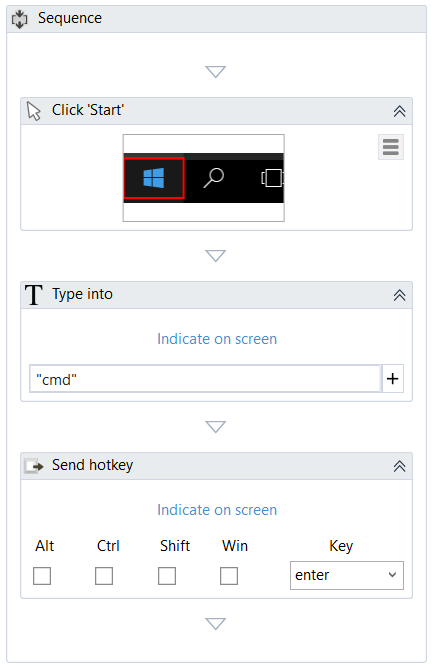 Sequence
Click 'Start'
Type into
Indicate on screen
"cmd"
Send hotkey
Indicate on screen
Alt Ctrl Shift Win Key
enter